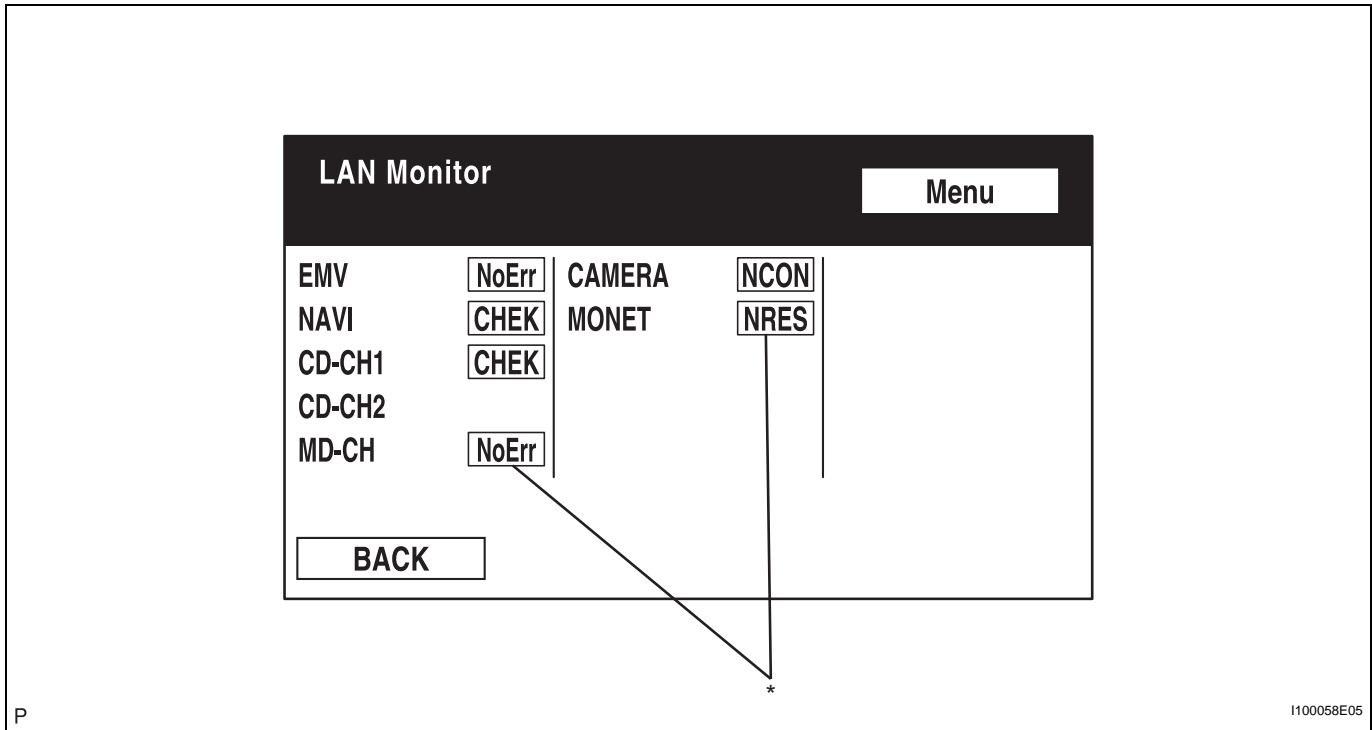 LAN Monitor
Menu
EMV NoErr CAMERA NCON
NAVI CHEK MONET NRES
CD-CH1 CHEK
CD-CH2
MD-CH NoErr
BACK
*
P
I100058E05